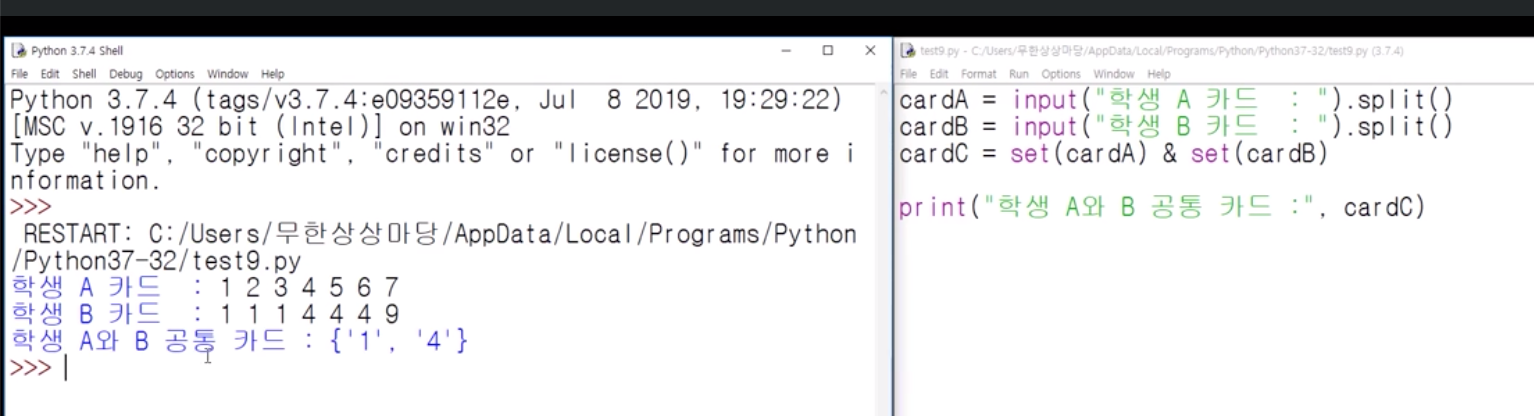 Python 3.7.4 Shell
File Edit Shell Debug Options Window Help
Python 3.7.4 (tags/v3.7.4:e09359112e, Jul  8 2019, 19:29:22)
[MSC v.1916 32 bit (Intel)] on win32
Type "help", "copyright", "credits" or "license()" for more i
nformation.
>>>
 RESTART: C:/Users/무한상상마당/AppData/Local/Programs/Python
/Python37-32/test9.py
학생 A 카드  : 1 2 3 4 5 6 7
학생 B 카드  : 1 1 1 4 4 4 9
학생 A와 B 공통 카드 : {'1', '4'}
>>>
test9.py - C:/Users/무한상상마당/AppData/Local/Programs/Python/Python37-32/test9.py (3.7.4)
File Edit Format Run Options Window Help
cardA = input("학생 A 카드  : ").split()
cardB = input("학생 B 카드  : ").split()
cardC = set(cardA) & set(cardB)
print("학생 A와 B 공통 카드 :", cardC)